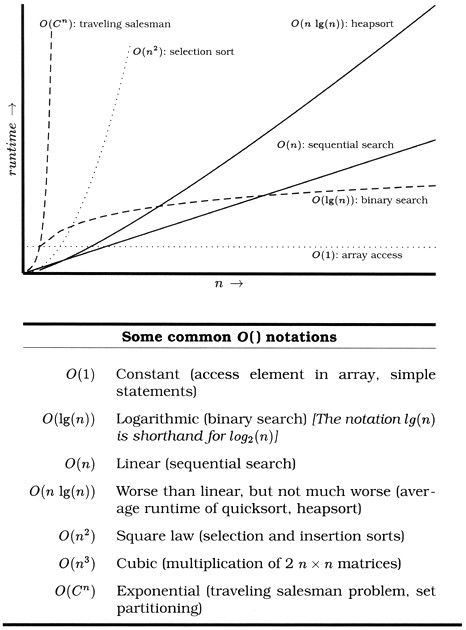 O(Cⁿ): traveling salesman
O(n lg(n)): heapsort
O(n²): selection sort
O(n): sequential search
O(lg(n)): binary search
O(1): array access
runtime →
n →
Some common O() notations
O(1) Constant (access element in array, simple
statements)
O(lg(n)) Logarithmic (binary search) [The notation lg(n)
is shorthand for log₂(n)]
O(n) Linear (sequential search)
O(n lg(n)) Worse than linear, but not much worse (aver-
age runtime of quicksort, heapsort)
O(n²) Square law (selection and insertion sorts)
O(n³) Cubic (multiplication of 2 n × n matrices)
O(Cⁿ) Exponential (traveling salesman problem, set
partitioning)